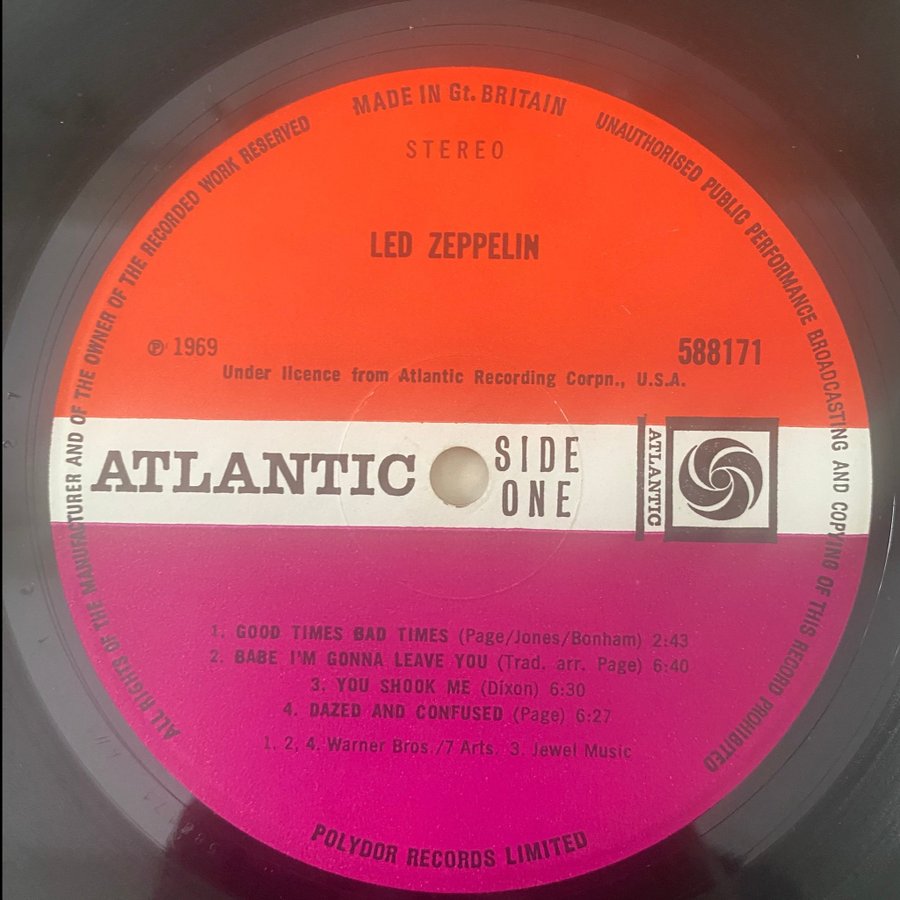 MADE IN Gt. BRITAIN
UNAUTHORISED PUBLIC PERFORMANCE BROADCASTING AND COPYING OF THIS RECORD PROHIBITED
ALL RIGHTS OF THE MANUFACTURER AND OF THE OWNER OF THE RECORDED WORK RESERVED
STEREO
LED ZEPPELIN
℗ 1969
588171
Under licence from Atlantic Recording Corpn., U.S.A.
ATLANTIC
SIDE
ONE
ATLANTIC
1. GOOD TIMES BAD TIMES (Page/Jones/Bonham) 2:43
2. BABE I'M GONNA LEAVE YOU (Trad. arr. Page) 6:40
3. YOU SHOOK ME (Dixon) 6:30
4. DAZED AND CONFUSED (Page) 6:27
1. 2, 4. Warner Bros./7 Arts. 3. Jewel Music
POLYDOR RECORDS LIMITED